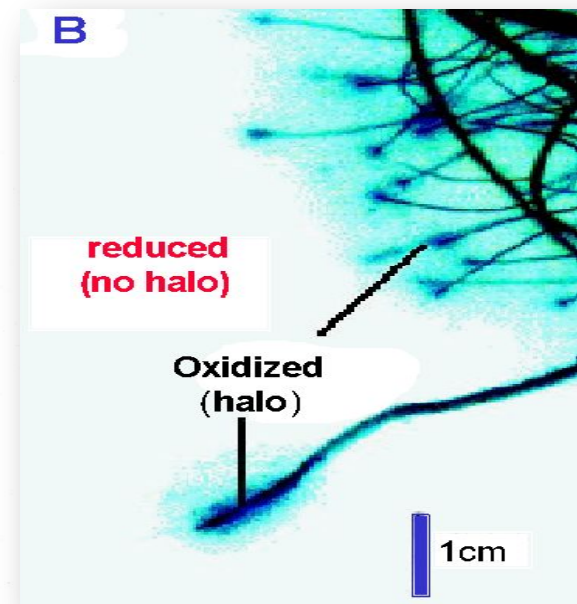 B
reduced
(no halo)
Oxidized
(halo)
1cm